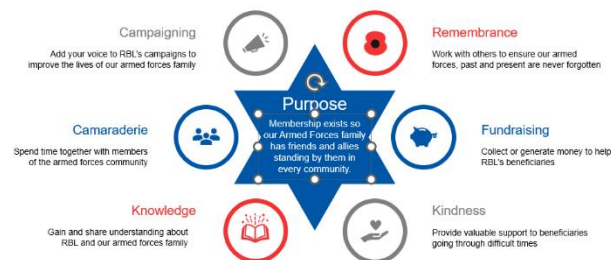 Campaigning
Add your voice to RBL's campaigns to
improve the lives of our armed forces family
Remembrance
Work with others to ensure our armed
forces, past and present are never forgotten
Purpose
Membership exists so
our Armed Forces family
has friends and allies
standing by them in
every community.
Camaraderie
Spend time together with members
of the armed forces community
Fundraising
Collect or generate money to help
RBL's beneficiaries
Knowledge
Gain and share understanding about
RBL and our armed forces family
Kindness
Provide valuable support to beneficiaries
going through difficult times